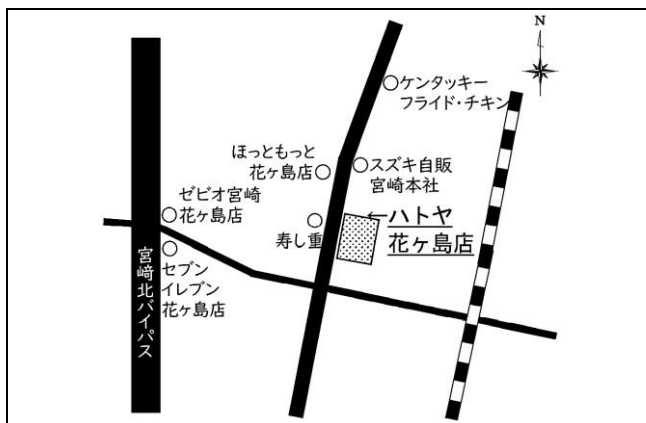 N
ケンタッキー
フライド・チキン
ほっともっと
花ヶ島店
スズキ自販
宮崎本社
ゼビオ宮崎
花ヶ島店
寿し重
←ハトヤ
花ヶ島店
セブン
イレブン
花ヶ島店
宮崎北バイパス